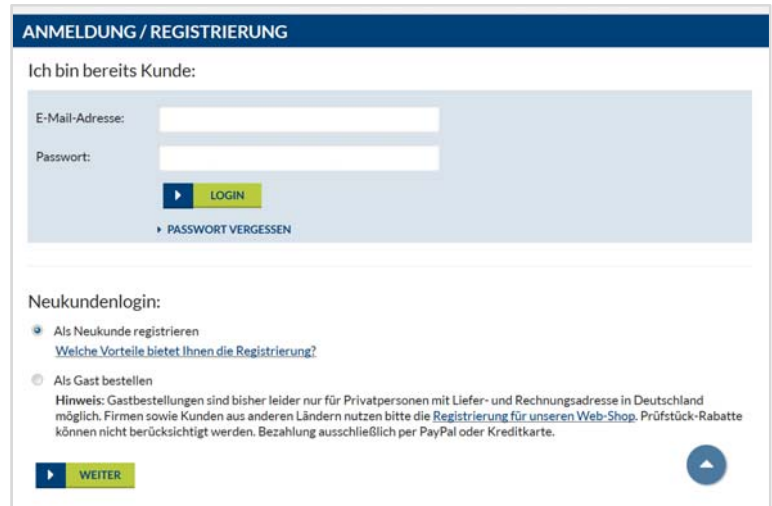 ANMELDUNG / REGISTRIERUNG
Ich bin bereits Kunde:
E-Mail-Adresse:
Passwort:
LOGIN
PASSWORT VERGESSEN
Neukundenlogin:
Als Neukunde registrieren
Welche Vorteile bietet Ihnen die Registrierung?
Als Gast bestellen
Hinweis: Gastbestellungen sind bisher leider nur für Privatpersonen mit Liefer- und Rechnungsadresse in Deutschland
möglich. Firmen sowie Kunden aus anderen Ländern nutzen bitte die Registrierung für unseren Web-Shop. Prüfstück-Rabatte
können nicht berücksichtigt werden. Bezahlung ausschließlich per PayPal oder Kreditkarte.
WEITER